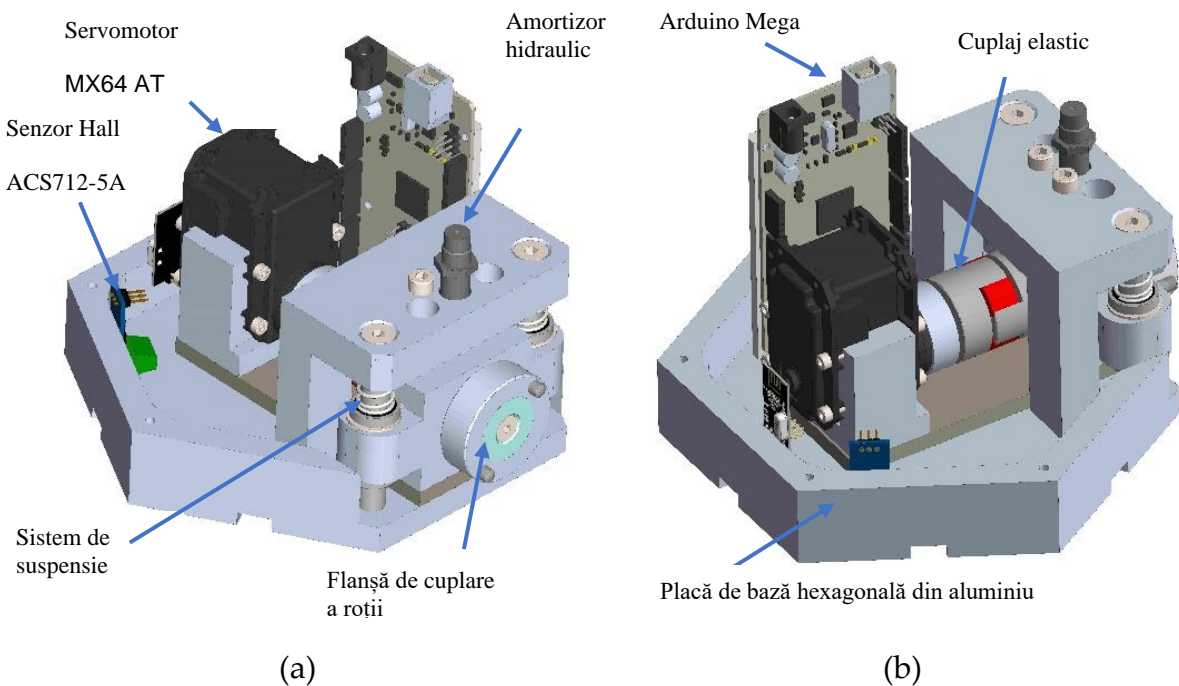 Servomotor
MX64 AT
Senzor Hall
ACS712-5A
Amortizor
hidraulic
Sistem de
suspensie
Flanșă de cuplare
a roții
(a)
Arduino Mega
Cuplaj elastic
Placă de bază hexagonală din aluminiu
(b)